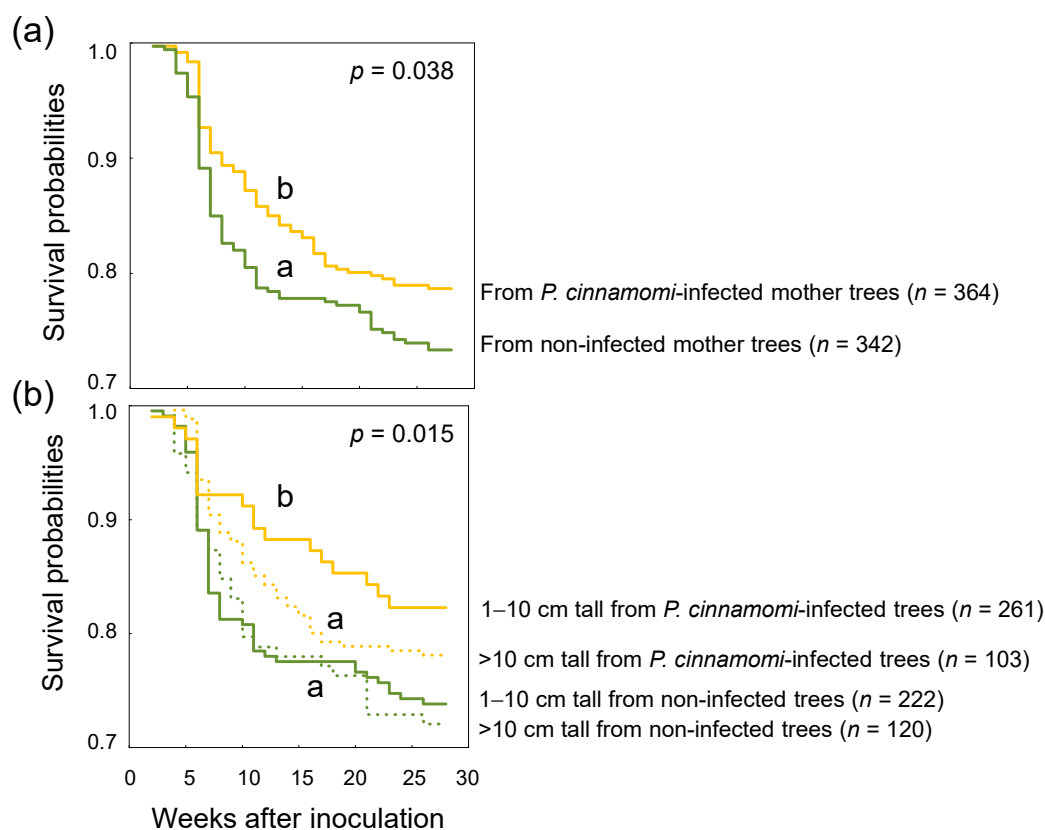 (a)
1.0
0.9
0.8
0.7
Survival probabilities
p = 0.038
b
a
From P. cinnamomi-infected mother trees (n = 364)
From non-infected mother trees (n = 342)
(b)
1.0
0.9
0.8
0.7
Survival probabilities
p = 0.015
b
a
a
1–10 cm tall from P. cinnamomi-infected trees (n = 261)
>10 cm tall from P. cinnamomi-infected trees (n = 103)
1–10 cm tall from non-infected trees (n = 222)
>10 cm tall from non-infected trees (n = 120)
0 5 10 15 20 25 30
Weeks after inoculation